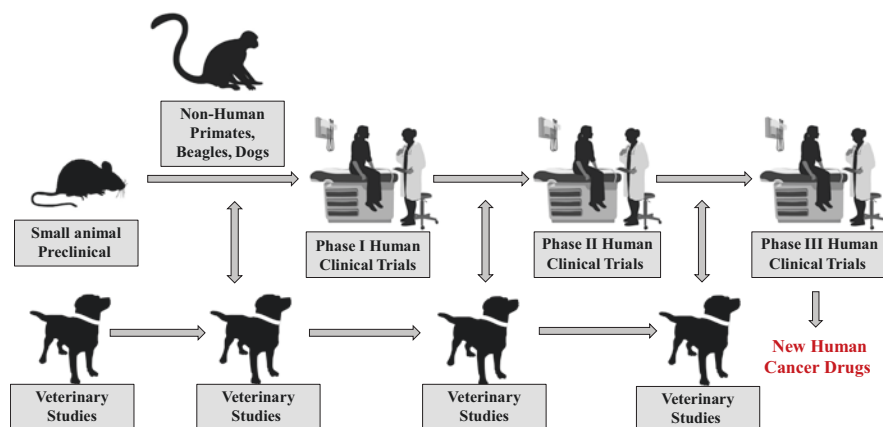 Non-Human
Primates,
Beagles, Dogs
Small animal
Preclinical
Phase I Human
Clinical Trials
Phase II Human
Clinical Trials
Phase III Human
Clinical Trials
New Human
Cancer Drugs
Veterinary
Studies
Veterinary
Studies
Veterinary
Studies
Veterinary
Studies